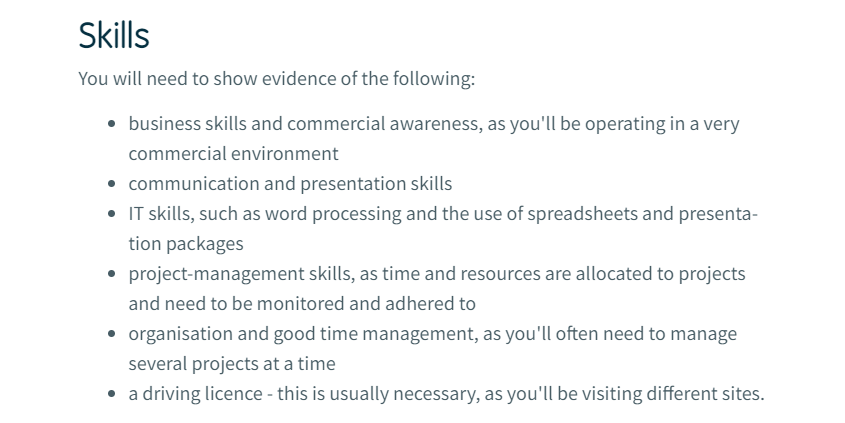 Skills
You will need to show evidence of the following:
business skills and commercial awareness, as you'll be operating in a very
commercial environment
communication and presentation skills
IT skills, such as word processing and the use of spreadsheets and presenta-
tion packages
project-management skills, as time and resources are allocated to projects
and need to be monitored and adhered to
organisation and good time management, as you'll often need to manage
several projects at a time
a driving licence - this is usually necessary, as you'll be visiting different sites.